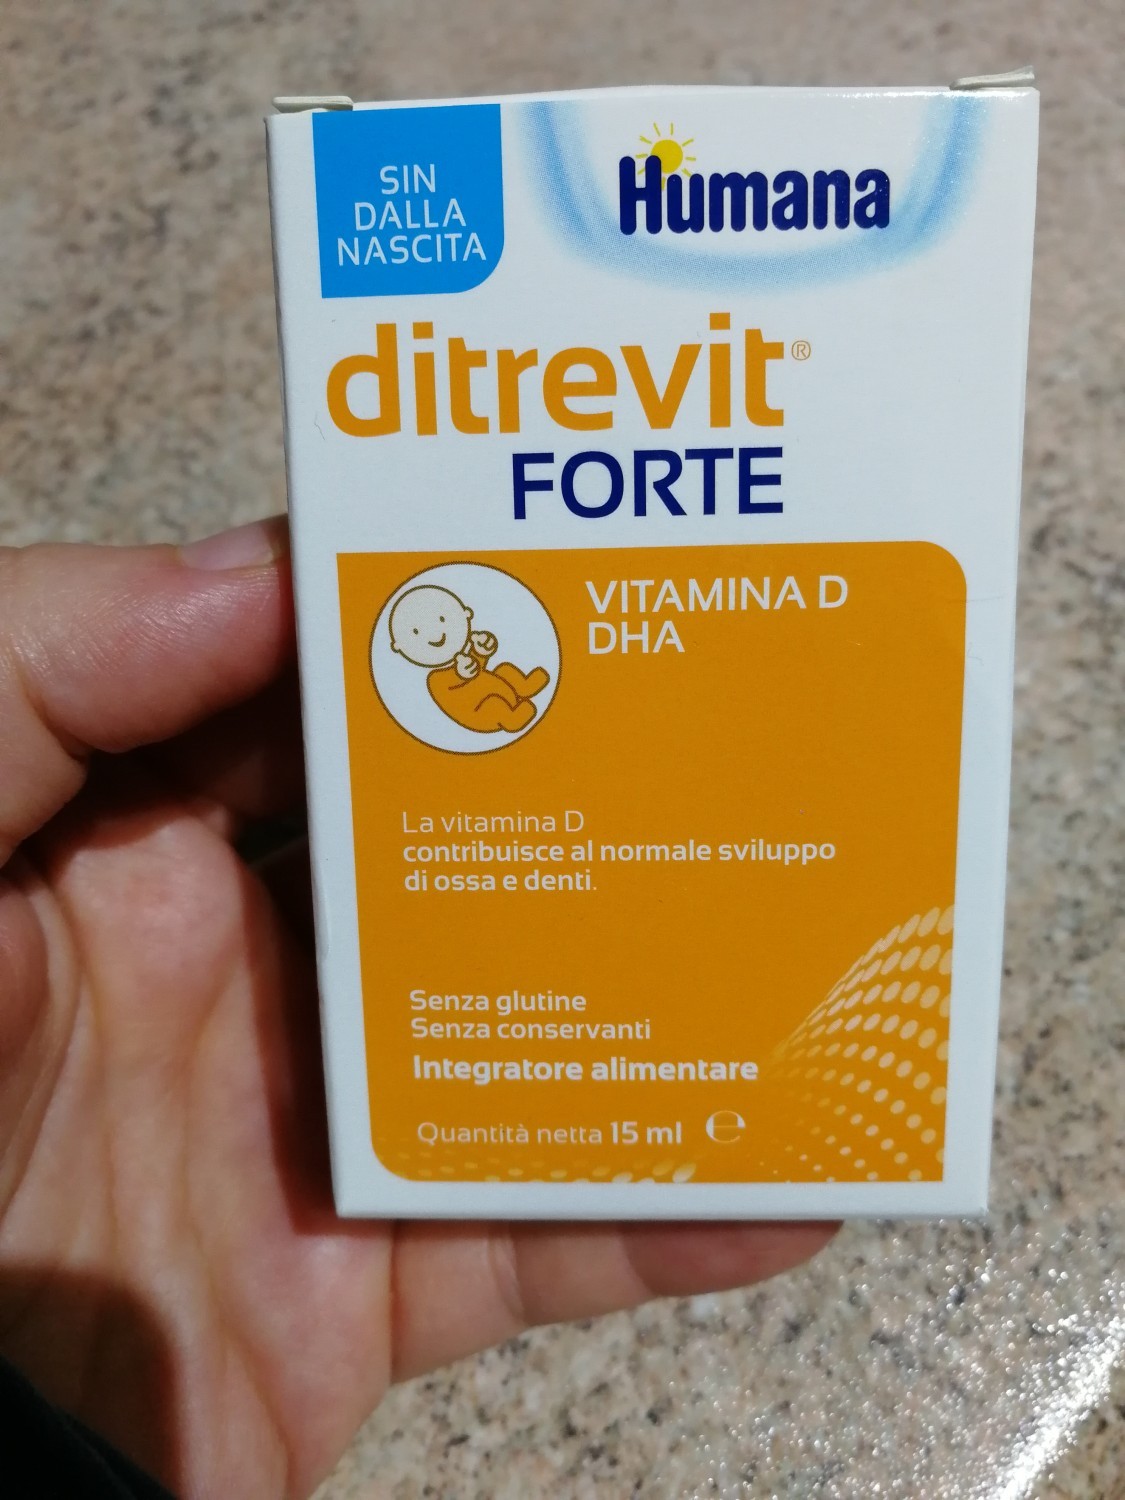 SIN
DALLA
NASCITA
Humana
ditrevit®
FORTE
VITAMINA D
DHA
La vitamina D
contribuisce al normale sviluppo
di ossa e denti.
Senza glutine
Senza conservanti
Integratore alimentare
Quantità netta 15 ml ℮